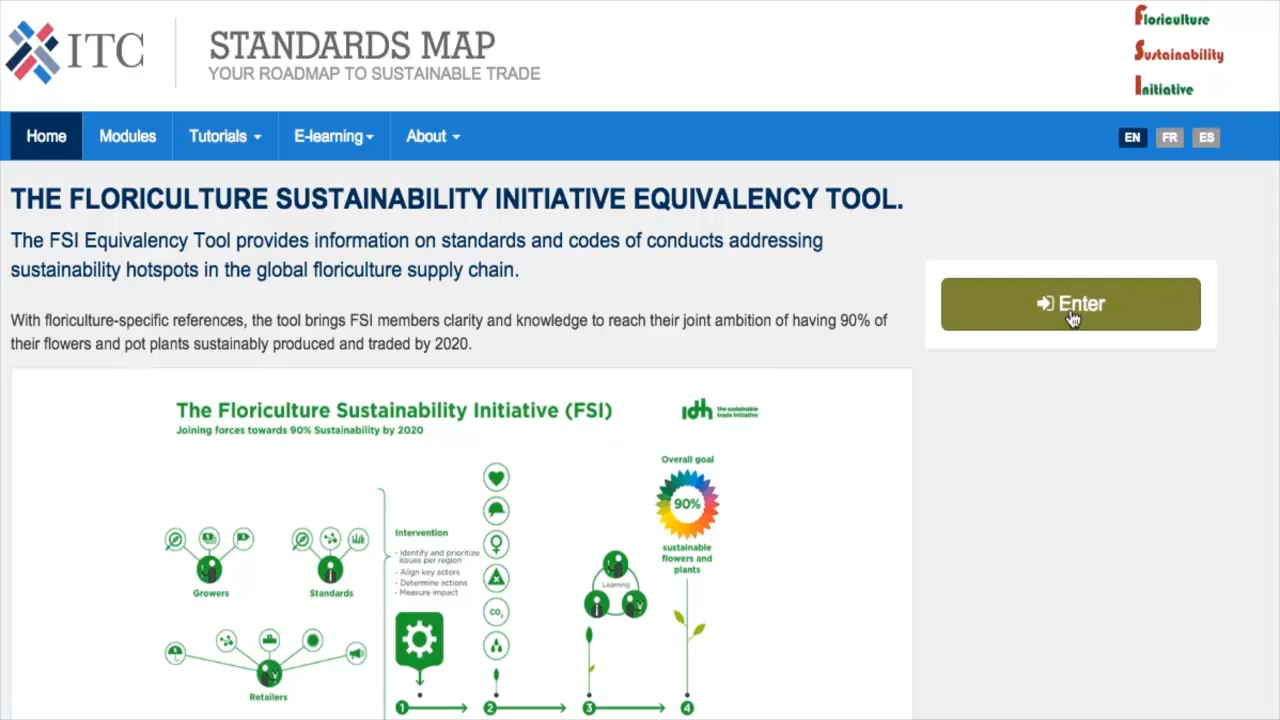 ITC
STANDARDS MAP
YOUR ROADMAP TO SUSTAINABLE TRADE
Floriculture
Sustainability
Initiative
Home
Modules
Tutorials
E-learning
About
EN
FR
ES
THE FLORICULTURE SUSTAINABILITY INITIATIVE EQUIVALENCY TOOL.
The FSI Equivalency Tool provides information on standards and codes of conducts addressing
sustainability hotspots in the global floriculture supply chain.
Enter
With floriculture-specific references, the tool brings FSI members clarity and knowledge to reach their joint ambition of having 90% of
their flowers and pot plants sustainably produced and traded by 2020.
The Floriculture Sustainability Initiative (FSI)
Joining forces towards 90% Sustainability by 2020
idh the sustainable
trade initiative
Overall goal
90%
sustainable
flowers and
plants
Intervention
- Identify and prioritize
issues per region
- Align key actors
- Determine actions
- Measure impact
CO₂
Learning
Growers
Standards
Retailers
1
2
3
4